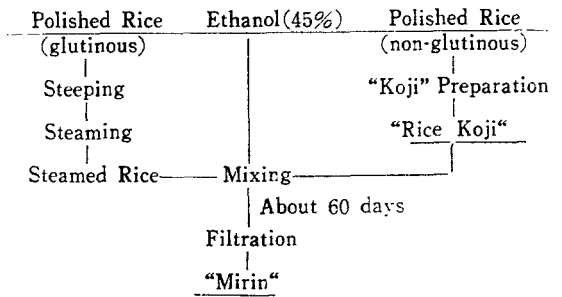 Polished Rice Ethanol(45%) Polished Rice
(glutinous) (non-glutinous)
Steeping “Koji” Preparation
Steaming “Rice Koji“
Steamed Rice Mixing
About 60 days
Filtration
“Mirin“